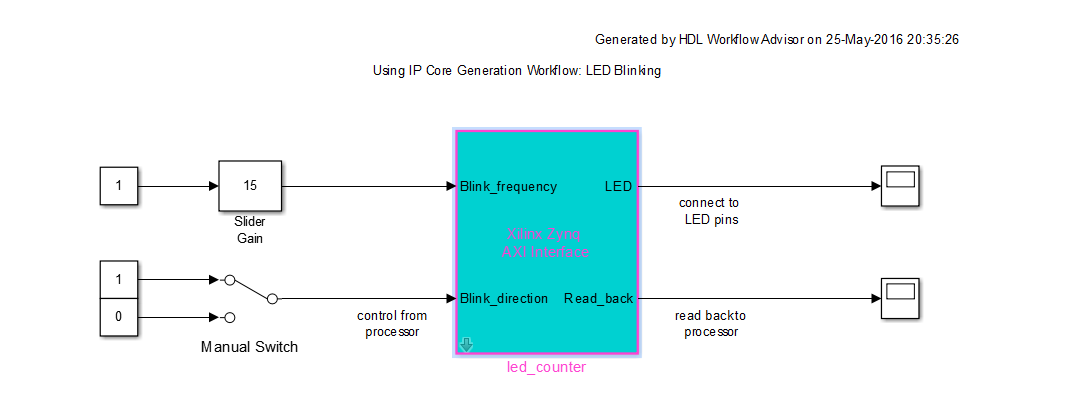 Generated by HDL Workflow Advisor on 25-May-2016 20:35:26
Using IP Core Generation Workflow: LED Blinking
1
15
Slider
Gain
Blink_frequency
LED
connect to
LED pins
Xilinx Zynq
AXI Interface
1
0
Manual Switch
control from
processor
Blink_direction
Read_back
read back to
processor
led_counter